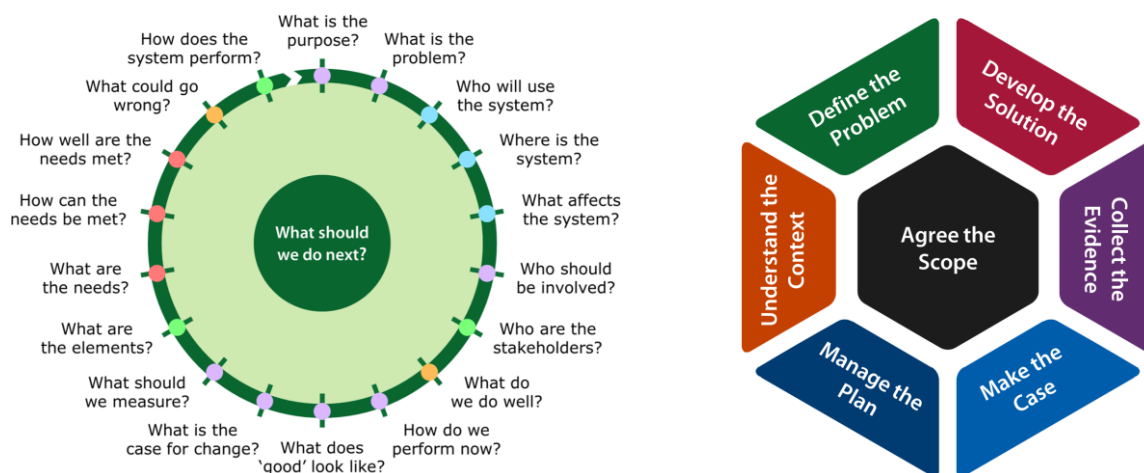 What is the
purpose?
What is the
problem?
Who will use
the system?
Where is the
system?
What affects
the system?
Who should
be involved?
Who are the
stakeholders?
What do
we do well?
How do we
perform now?
What does
‘good’ look like?
What is the
case for change?
What should
we measure?
What are
the elements?
What are
the needs?
How can the
needs be met?
How well are the
needs met?
What could go
wrong?
How does the
system perform?
What should
we do next?
Define the
Problem
Develop the
Solution
Collect the
Evidence
Make the
Case
Manage the
Plan
Understand the
Context
Agree the
Scope